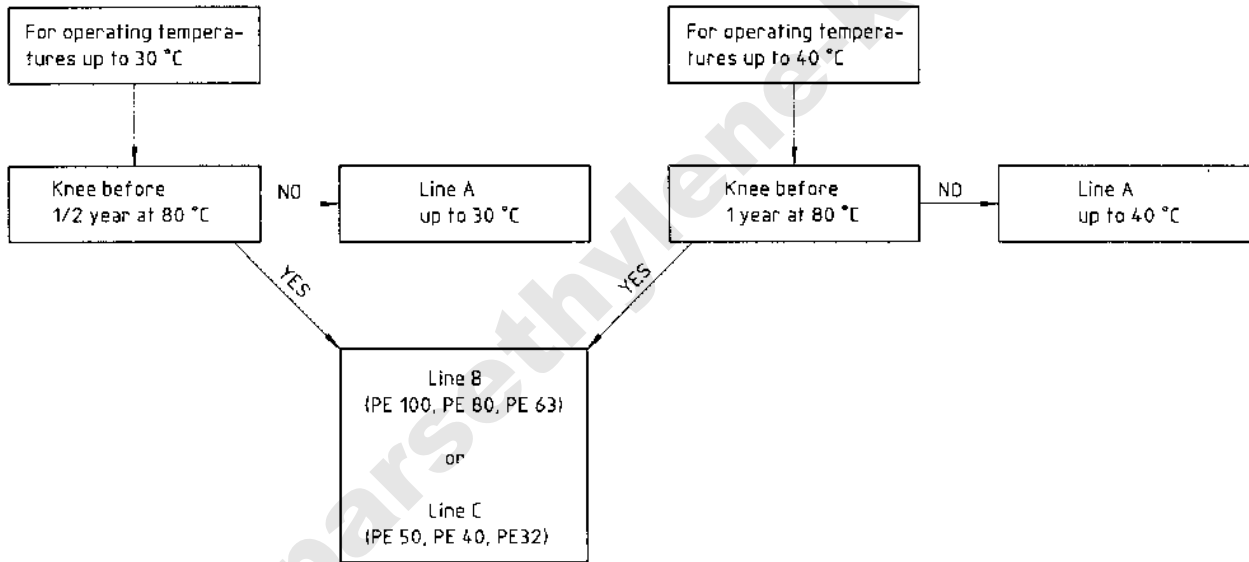 For operating tempera-
tures up to 30 °C
For operating tempera-
tures up to 40 °C
Knee before
1/2 year at 80 °C
NO
Line A
up to 30 °C
Knee before
1 year at 80 °C
NO
Line A
up to 40 °C
YES
YES
Line B
(PE 100, PE 80, PE 63)
or
Line C
(PE 50, PE 40, PE32)
parsethylene-k